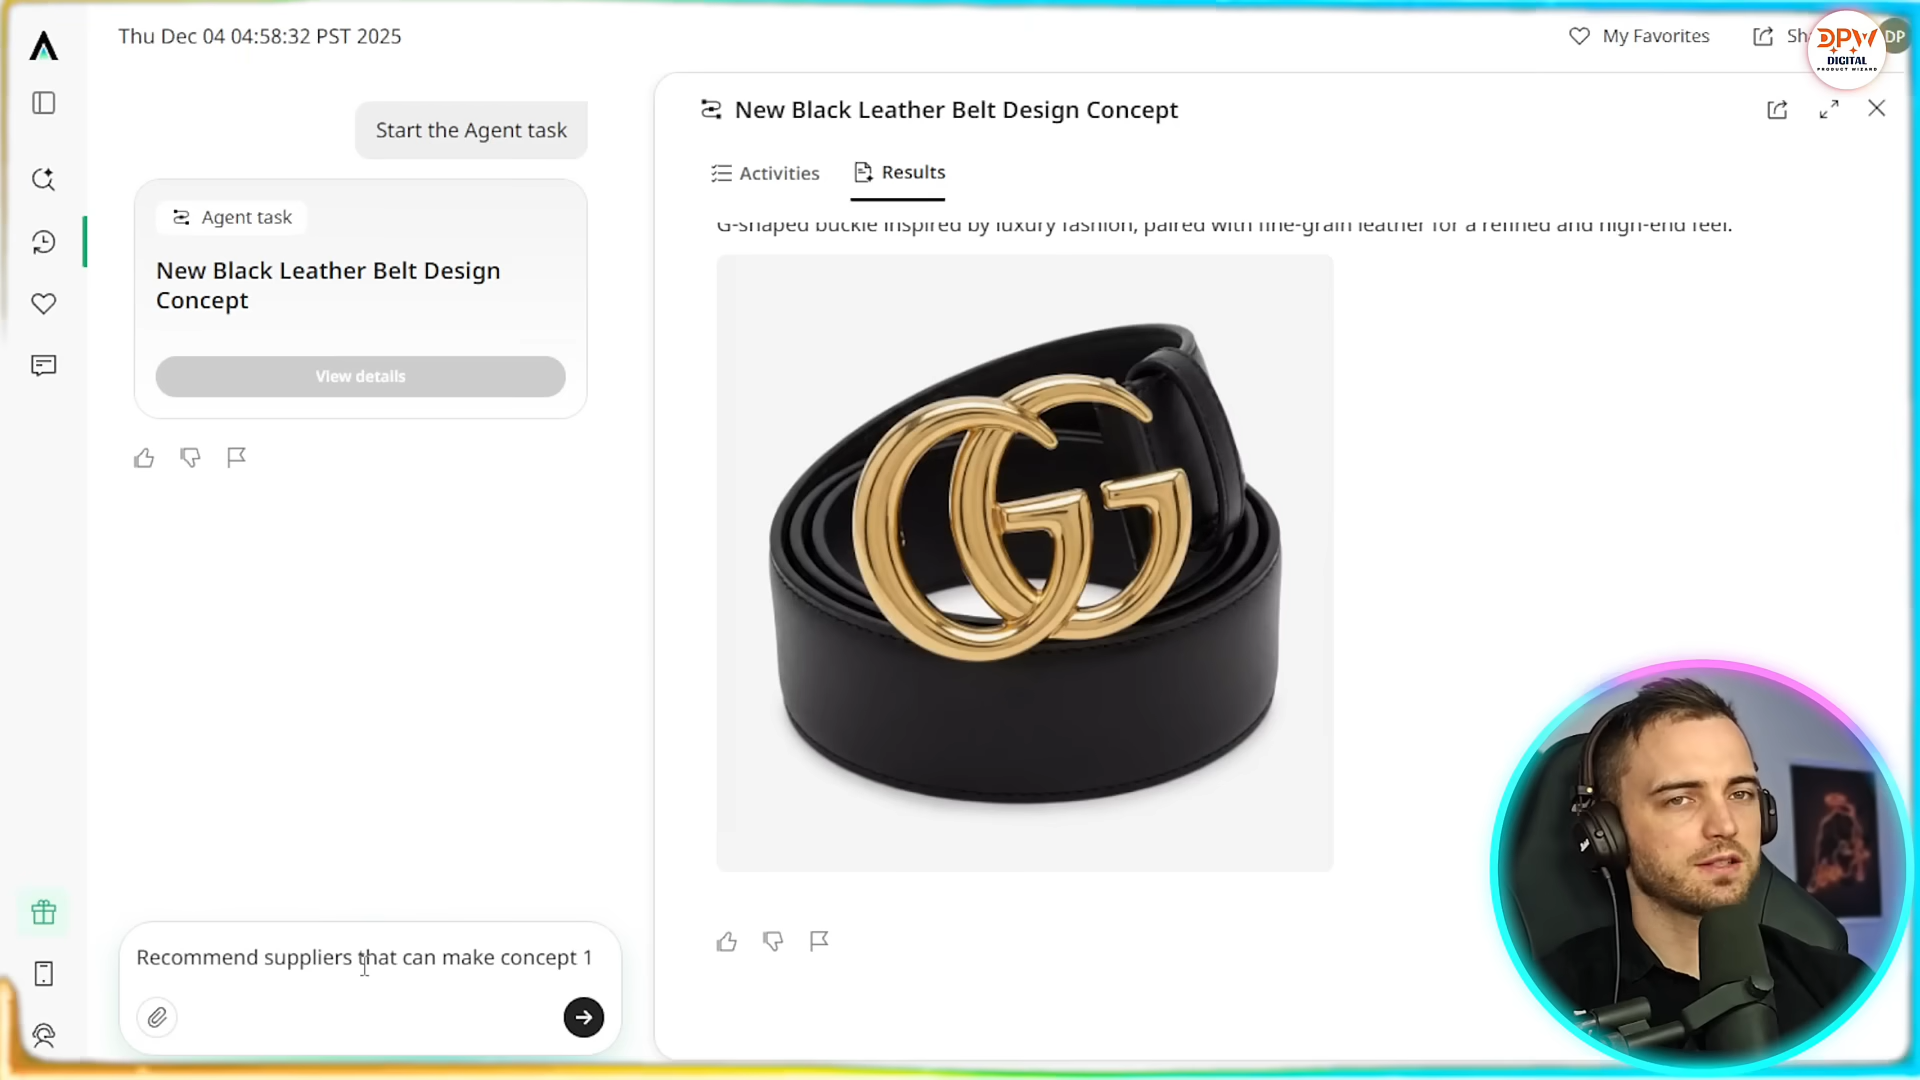 Thu Dec 04 04:58:32 PST 2025
My Favorites
Sh
DP
DPW
DIGITAL
PRODUCT WIZARD
Start the Agent task
Agent task
New Black Leather Belt Design
Concept
View details
New Black Leather Belt Design Concept
Activities
Results
G-shaped buckle inspired by luxury fashion, paired with fine-grain leather for a refined and high-end feel.
Recommend suppliers that can make concept 1